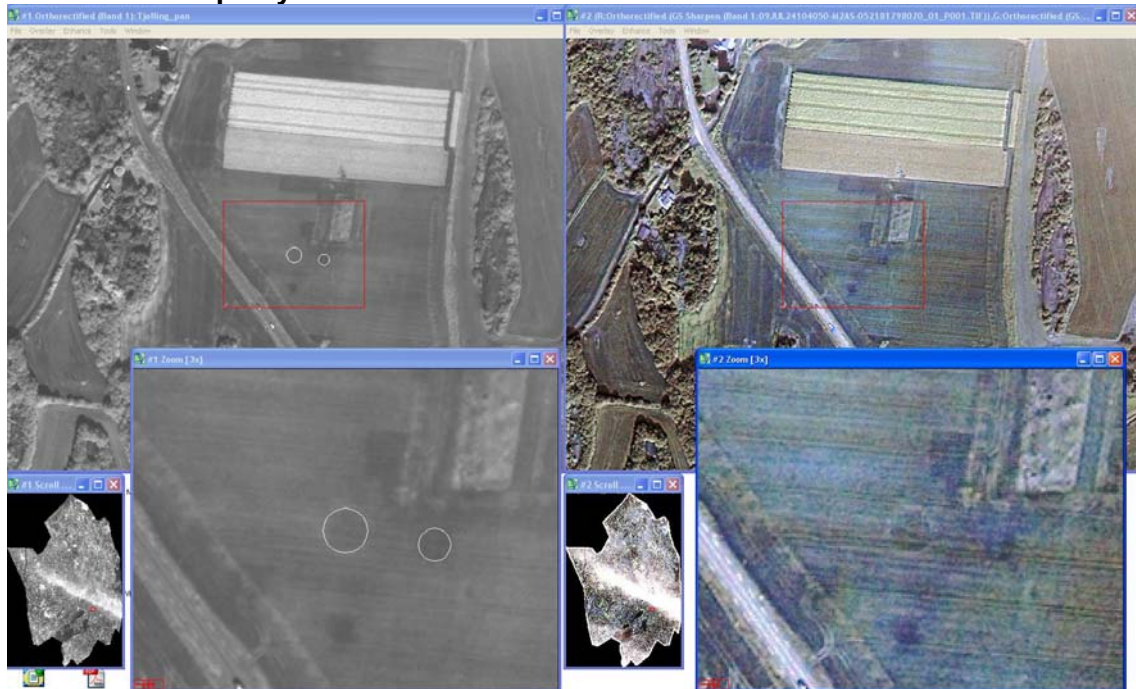 #1 Orthorectified (Band 1):Tjølling_pan
File Overlay Enhance Tools Window
#1 Zoom [3x]
#1 Scroll ...
#2 (R:Orthorectified (GS Sharpen (Band 1:09JUL24104050-M2AS-052181798070_01_P001.TIF)),G:Orthorectified (GS ...
File Overlay Enhance Tools Window
#2 Zoom [3x]
#2 Scroll ...